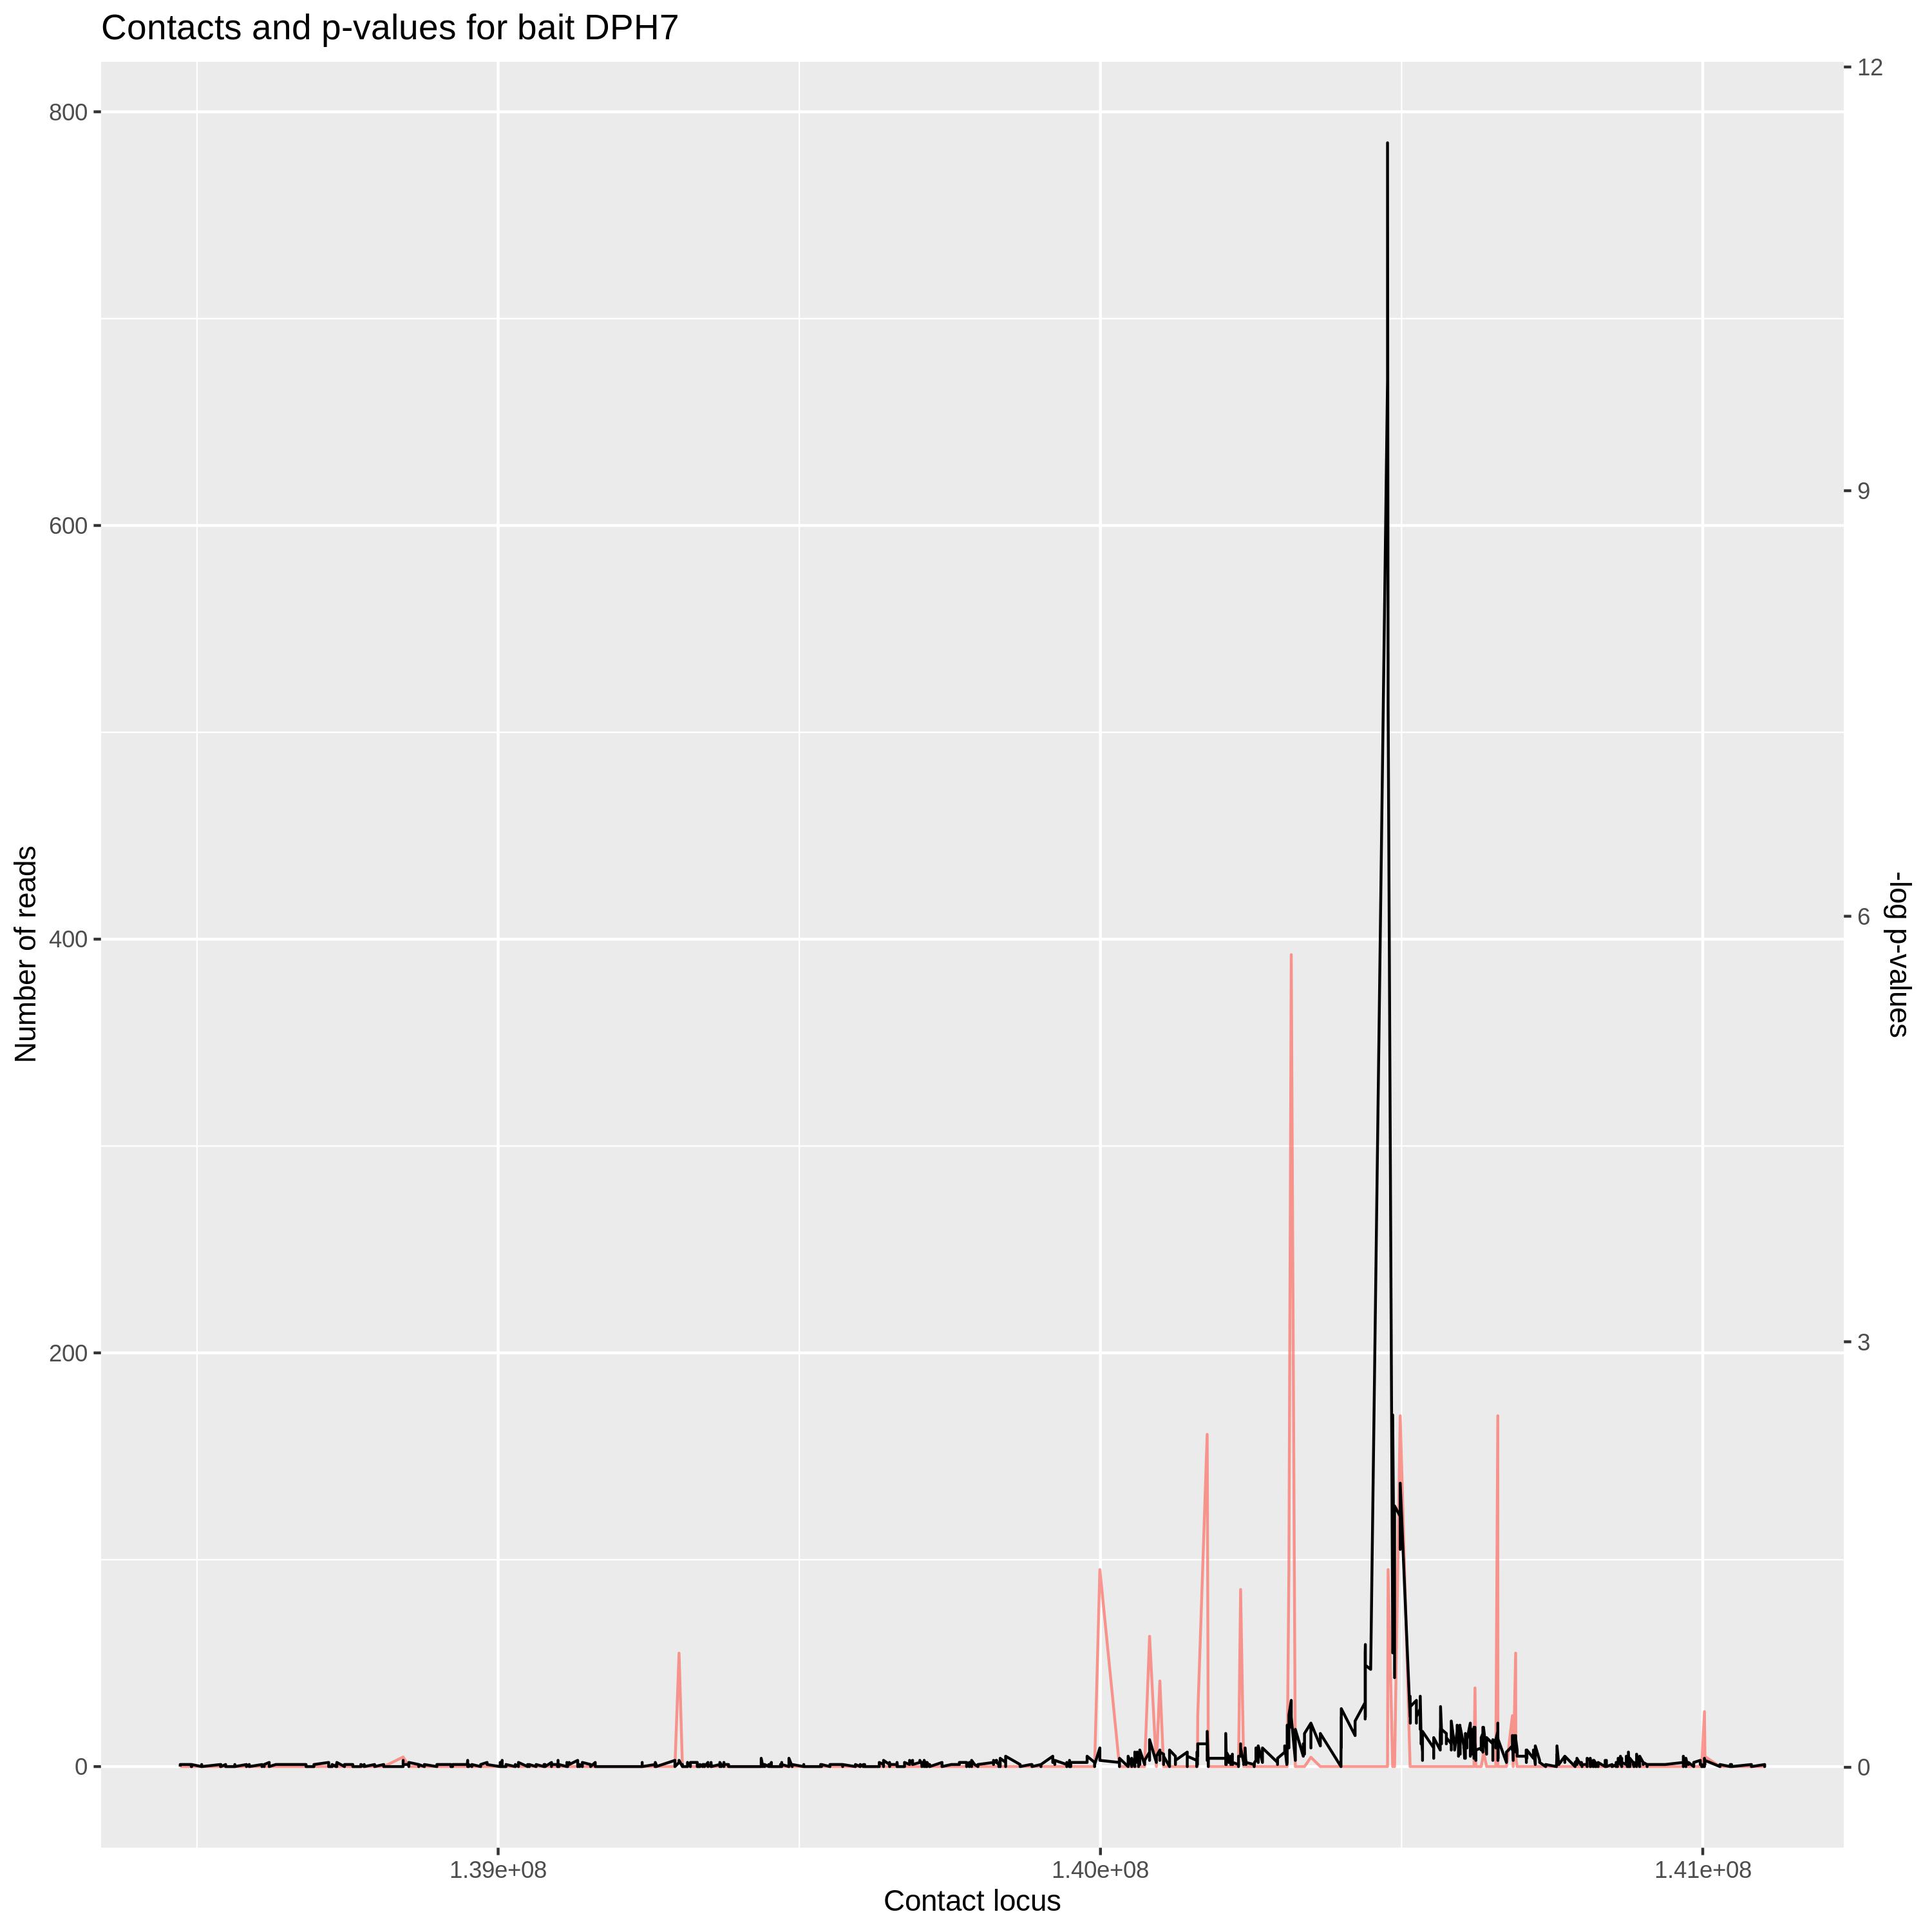 Contacts and p-values for bait DPH7
800
600
400
200
0
Number of reads
12
9
6
3
0
-log p-values
1.39e+08
1.40e+08
1.41e+08
Contact locus